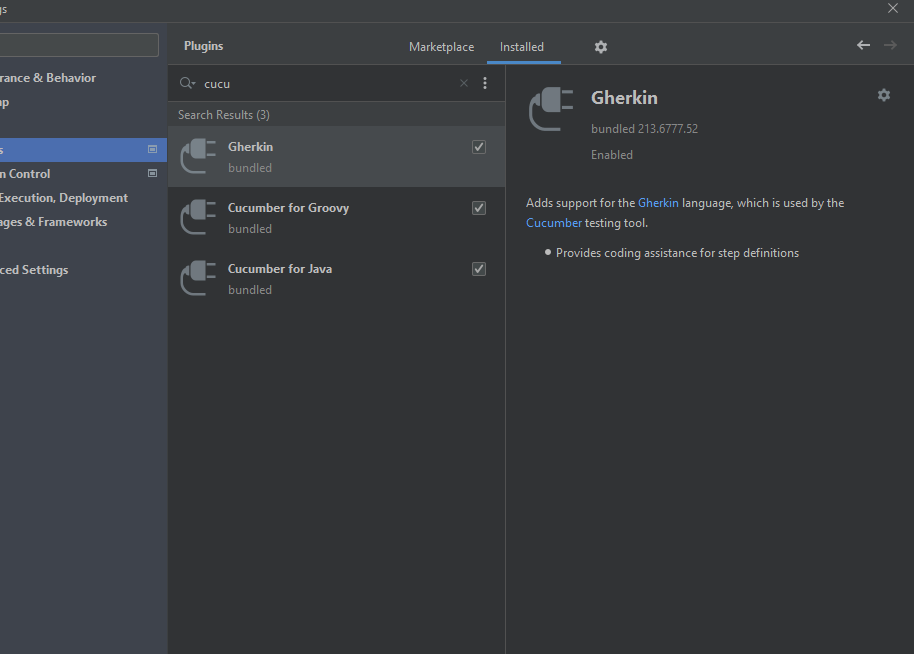 gs
Plugins
Marketplace
Installed
rance & Behavior
ap
s
n Control
Execution, Deployment
ages & Frameworks
ced Settings
cucu
Search Results (3)
Gherkin
bundled
Cucumber for Groovy
bundled
Cucumber for Java
bundled
Gherkin
bundled 213.6777.52
Enabled
Adds support for the Gherkin language, which is used by the
Cucumber testing tool.
Provides coding assistance for step definitions